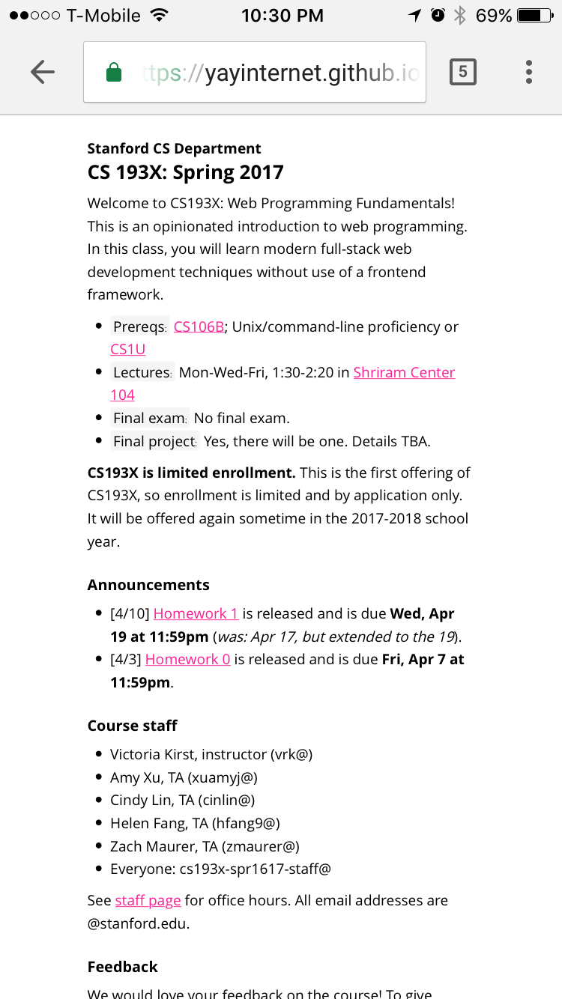 T-Mobile 10:30 PM 69%
ttps://yayinternet.github.io 5
Stanford CS Department
CS 193X: Spring 2017
Welcome to CS193X: Web Programming Fundamentals!
This is an opinionated introduction to web programming.
In this class, you will learn modern full-stack web
development techniques without use of a frontend
framework.
Prereqs: CS106B; Unix/command-line proficiency or
CS1U
Lectures: Mon-Wed-Fri, 1:30-2:20 in Shriram Center
104
Final exam: No final exam.
Final project: Yes, there will be one. Details TBA.
CS193X is limited enrollment. This is the first offering of
CS193X, so enrollment is limited and by application only.
It will be offered again sometime in the 2017-2018 school
year.
Announcements
[4/10] Homework 1 is released and is due Wed, Apr
19 at 11:59pm (was: Apr 17, but extended to the 19).
[4/3] Homework 0 is released and is due Fri, Apr 7 at
11:59pm.
Course staff
Victoria Kirst, instructor (vrk@)
Amy Xu, TA (xuamyj@)
Cindy Lin, TA (cinlin@)
Helen Fang, TA (hfang9@)
Zach Maurer, TA (zmaurer@)
Everyone: cs193x-spr1617-staff@
See staff page for office hours. All email addresses are
@stanford.edu.
Feedback
We would love your feedback on the course! To give